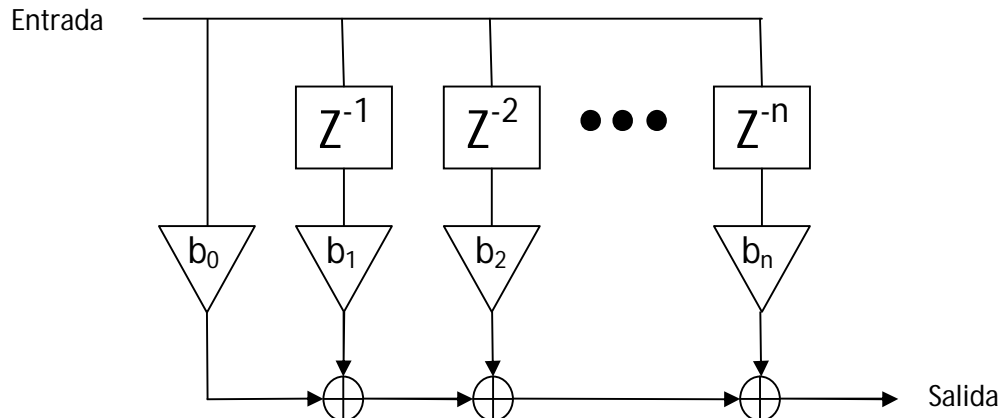 Entrada
Z⁻¹ Z⁻² Z⁻ⁿ
b₀ b₁ b₂ bₙ
Salida